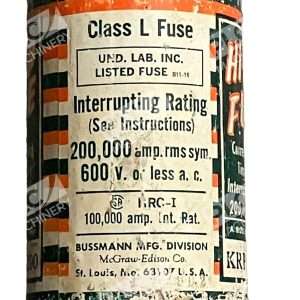 Class L Fuse
UND. LAB. INC.
LISTED FUSE
Interrupting Rating
(See Instructions)
200,000 amp. rms sym.
600 V. or less a. c.
HRC-I
100,000 amp. Int. Rat.
BUSSMANN MFG. DIVISION
McGraw-Edison Co.
St. Louis, Mo. 63107 U. S. A.